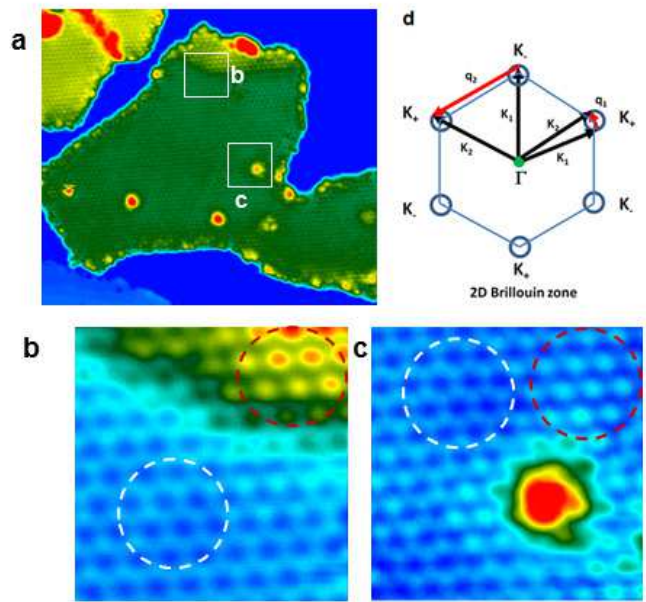 a
b
c
d
K-
q₂
K+
K₁
K₂
q₁
K₂
K₁
K+
Γ
K-
K-
K+
2D Brillouin zone
b
c